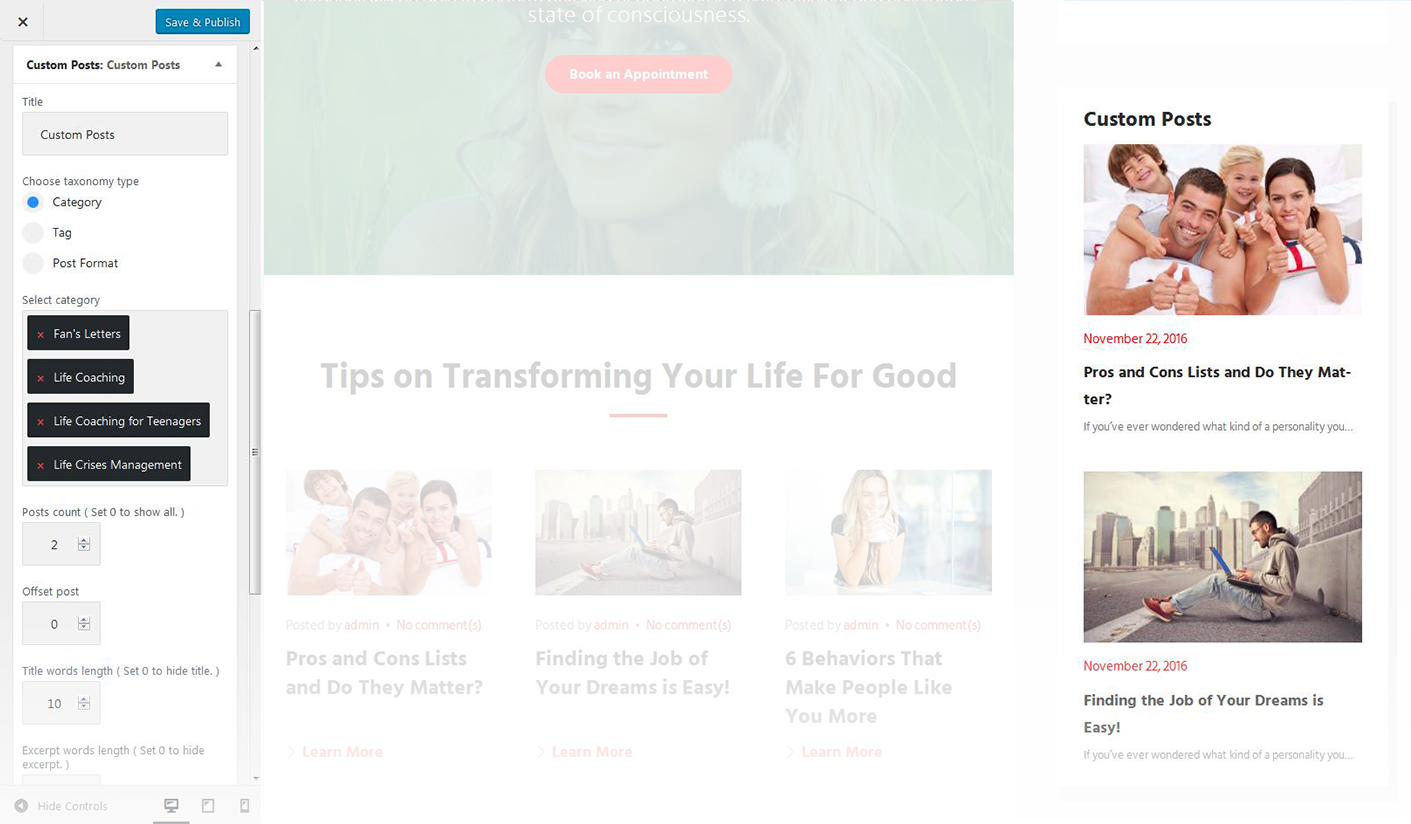 Save & Publish
Custom Posts: Custom Posts
Title
Custom Posts
Choose taxonomy type
Category
Tag
Post Format
Select category
× Fan's Letters
× Life Coaching
× Life Coaching for Teenagers
× Life Crises Management
Posts count ( Set 0 to show all. )
2
Offset post
0
Title words length ( Set 0 to hide title. )
10
Excerpt words length ( Set 0 to hide
excerpt. )
Hide Controls
state of consciousness.
Book an Appointment
Tips on Transforming Your Life For Good
Posted by admin • No comment(s)
Pros and Cons Lists
and Do They Matter?
Learn More
Posted by admin • No comment(s)
Finding the Job of
Your Dreams is Easy!
Learn More
Posted by admin • No comment(s)
6 Behaviors That
Make People Like
You More
Learn More
Custom Posts
November 22, 2016
Pros and Cons Lists and Do They Mat-
ter?
If you've ever wondered what kind of a personality you...
November 22, 2016
Finding the Job of Your Dreams is
Easy!
If you've ever wondered what kind of a personality you...